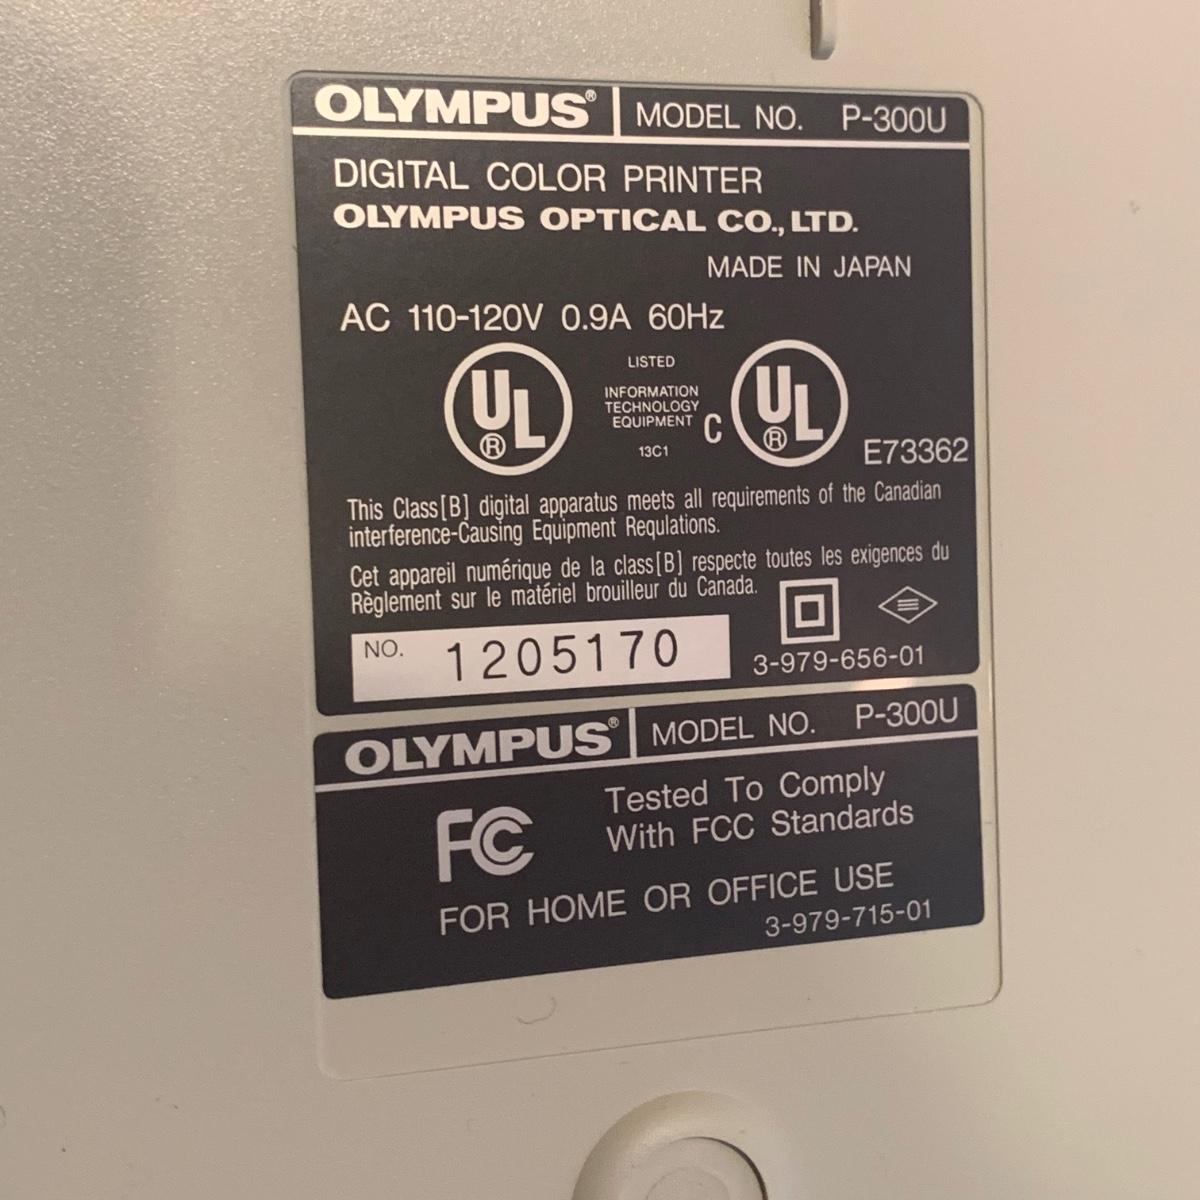 OLYMPUS® MODEL NO. P-300U
DIGITAL COLOR PRINTER
OLYMPUS OPTICAL CO., LTD.
MADE IN JAPAN
AC 110-120V 0.9A 60Hz
LISTED
INFORMATION
TECHNOLOGY
EQUIPMENT
13C1
UL®
C UL®
E73362
This Class[B] digital apparatus meets all requirements of the Canadian
interference-Causing Equipment Regulations.
Cet appareil numérique de la class[B] respecte toutes les exigences du
Règlement sur le matériel brouilleur du Canada.
NO. 1205170
3-979-656-01
OLYMPUS® MODEL NO. P-300U
FC Tested To Comply
With FCC Standards
FOR HOME OR OFFICE USE
3-979-715-01